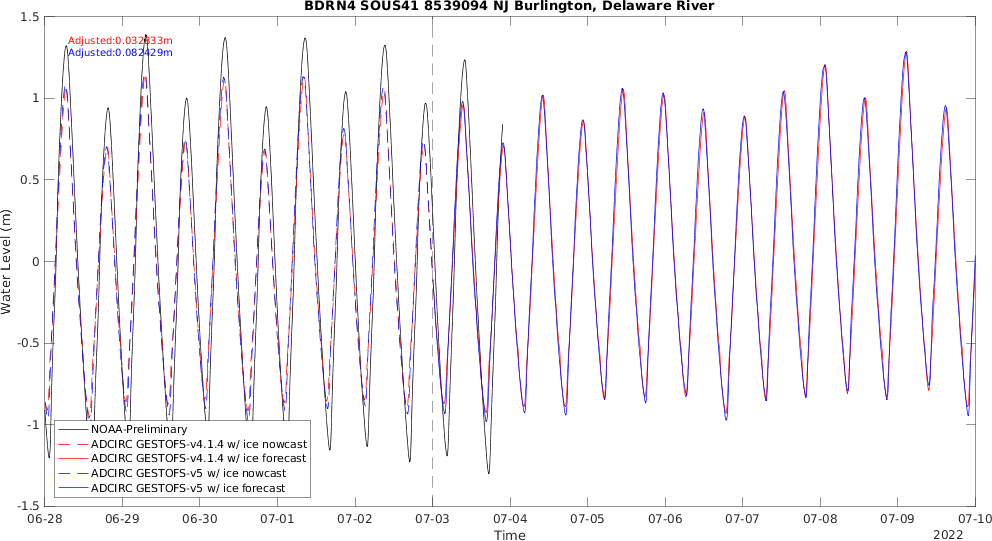 BDRN4 SOUS41 8539094 NJ Burlington, Delaware River
Adjusted:0.032833m
Adjusted:0.082429m
Water Level (m)
1.5
1
0.5
0
-0.5
-1
-1.5
NOAA-Preliminary
ADCIRC GESTOFS-v4.1.4 w/ ice nowcast
ADCIRC GESTOFS-v4.1.4 w/ ice forecast
ADCIRC GESTOFS-v5 w/ ice nowcast
ADCIRC GESTOFS-v5 w/ ice forecast
06-28 06-29 06-30 07-01 07-02 07-03 07-04 07-05 07-06 07-07 07-08 07-09 07-10
Time
2022